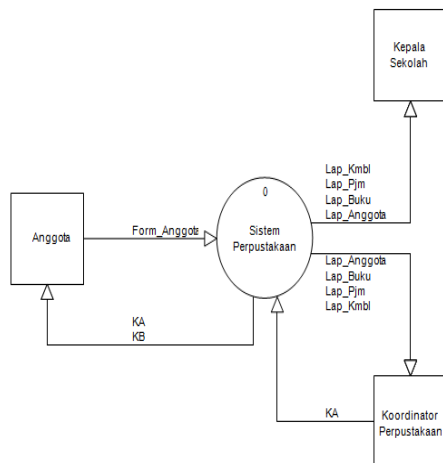 Kepala
Sekolah
0
Lap_Kmbl
Lap_Pjm
Lap_Buku
Lap_Anggota
Anggota
Form_Anggota
Sistem
Perpustakaan
Lap_Anggota
Lap_Buku
Lap_Pjm
Lap_Kmbl
KA
KB
KA
Koordinator
Perpustakaan